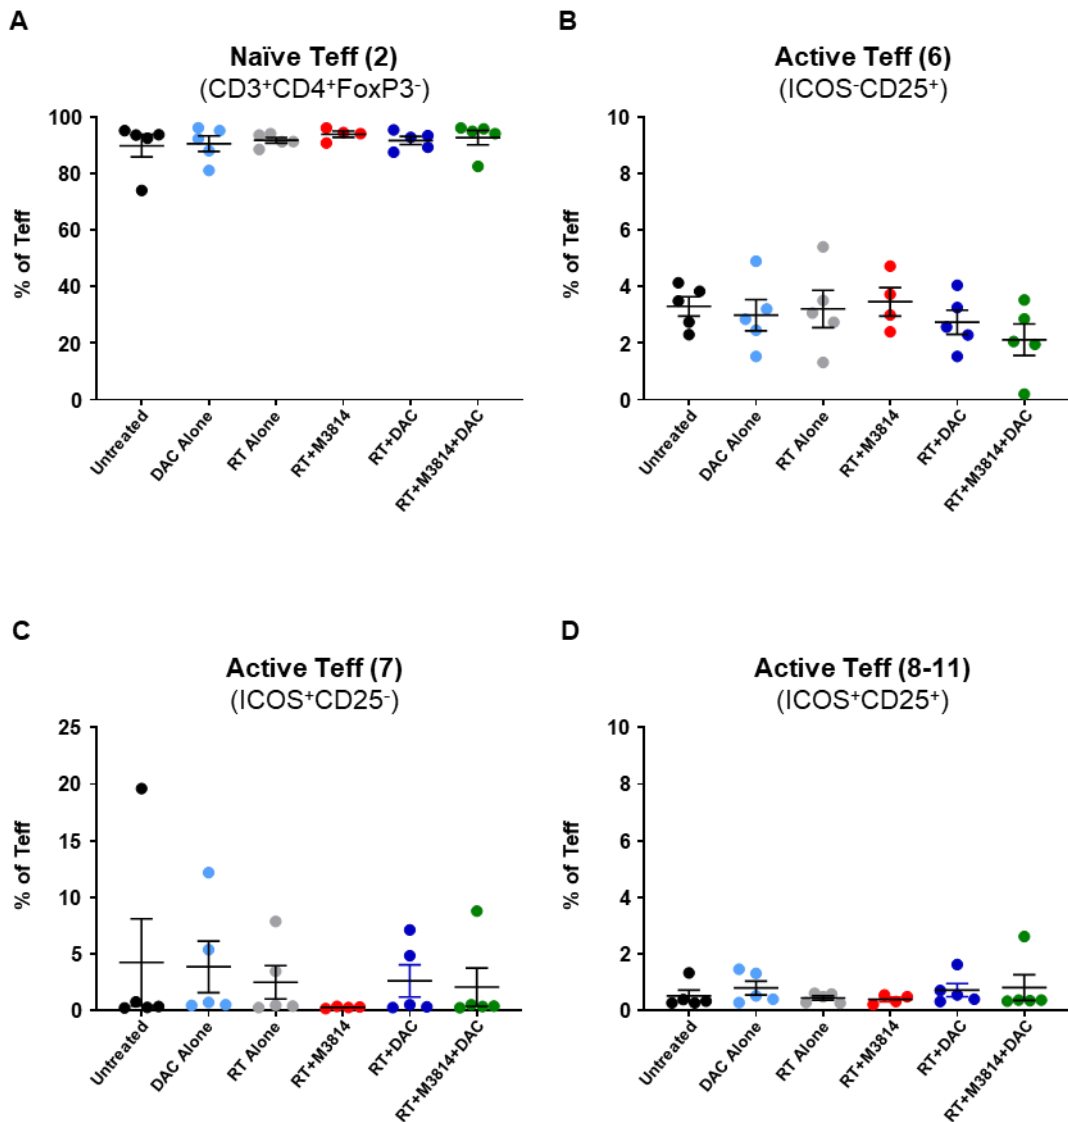 A
Naïve Teff (2)
(CD3⁺CD4⁺FoxP3⁻)
% of Teff
100
80
60
40
20
0
Untreated
DAC Alone
RT Alone
RT+M3814
RT+DAC
RT+M3814+DAC
B
Active Teff (6)
(ICOS⁻CD25⁺)
% of Teff
10
8
6
4
2
0
Untreated
DAC Alone
RT Alone
RT+M3814
RT+DAC
RT+M3814+DAC
C
Active Teff (7)
(ICOS⁺CD25⁻)
% of Teff
25
20
15
10
5
0
Untreated
DAC Alone
RT Alone
RT+M3814
RT+DAC
RT+M3814+DAC
D
Active Teff (8-11)
(ICOS⁺CD25⁺)
% of Teff
10
8
6
4
2
0
Untreated
DAC Alone
RT Alone
RT+M3814
RT+DAC
RT+M3814+DAC